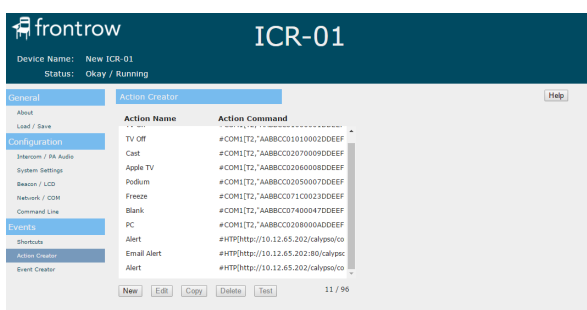 frontrow
ICR-01
Device Name: New ICR-01
Status: Okay / Running
General
Action Creator
Help
About
Load / Save
Configuration
Intercom / PA Audio
System Settings
Beacon / LCD
Network / COM
Command Line
Events
Shortcuts
Action Creator
Event Creator
Action Name Action Command
TV Off #COM1[T2,"AABBCC01010002DDEEF
Cast #COM1[T2,"AABBCC02070009DDEEF
Apple TV #COM1[T2,"AABBCC02060008DDEEF
Podium #COM1[T2,"AABBCC02050007DDEEF
Freeze #COM1[T2,"AABBCC071C0023DDEEF
Blank #COM1[T2,"AABBCC07400047DDEEF
PC #COM1[T2,"AABBCC0208000ADDEEF
Alert #HTP[http://10.12.65.202/calypso/co
Email Alert #HTP[http://10.12.65.202:80/calypsc
Alert #HTP[http://10.12.65.202/calypso/co
New Edit Copy Delete Test 11 / 96